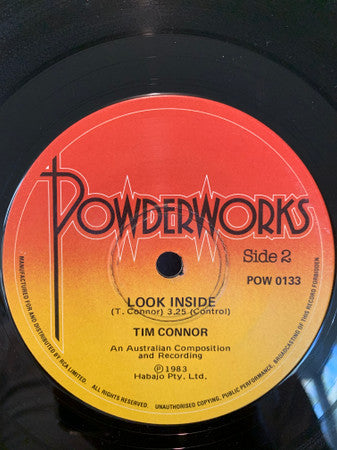 POWDERWORKS
Side 2
POW 0133
LOOK INSIDE
(T. Connor) 3.25 (Control)
TIM CONNOR
An Australian Composition
and Recording
℗1983
Habajo Pty. Ltd.
MANUFACTURED FOR AND DISTRIBUTED BY RCA LIMITED. ALL RIGHTS RESERVED. UNAUTHORISED COPYING, PUBLIC PERFORMANCE, BROADCASTING OF THIS RECORD FORBIDDEN.